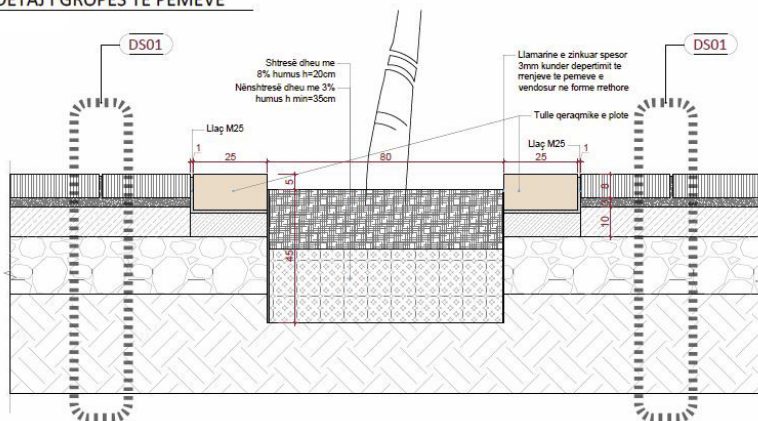 DETAJ I GROPES TE PEMEVE
DS01
DS01
Shtresë dheu me
8% humus h=20cm
Nënshtresë dheu me 3%
humus h min=35cm
Llamarine e zinkuar spesor
3mm kunder depertimit te
rrenjeve te pemeve e
vendosur ne forme rrethore
Tulle qeraqmike e plote
Llaç M25
Llaç M25
1
25
80
25
1
5
8
3
10
45